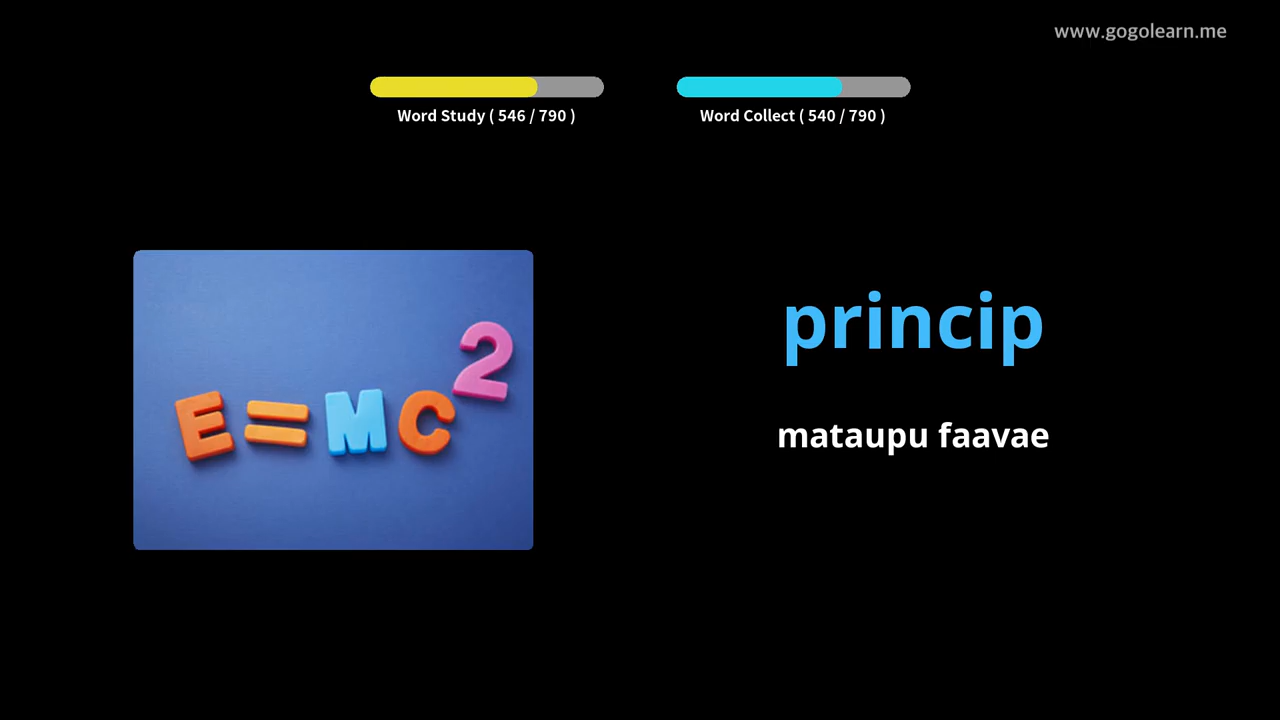 www.gogolearn.me
Word Study ( 546 / 790 )
Word Collect ( 540 / 790 )
E=MC²
princip
mataupu faavae